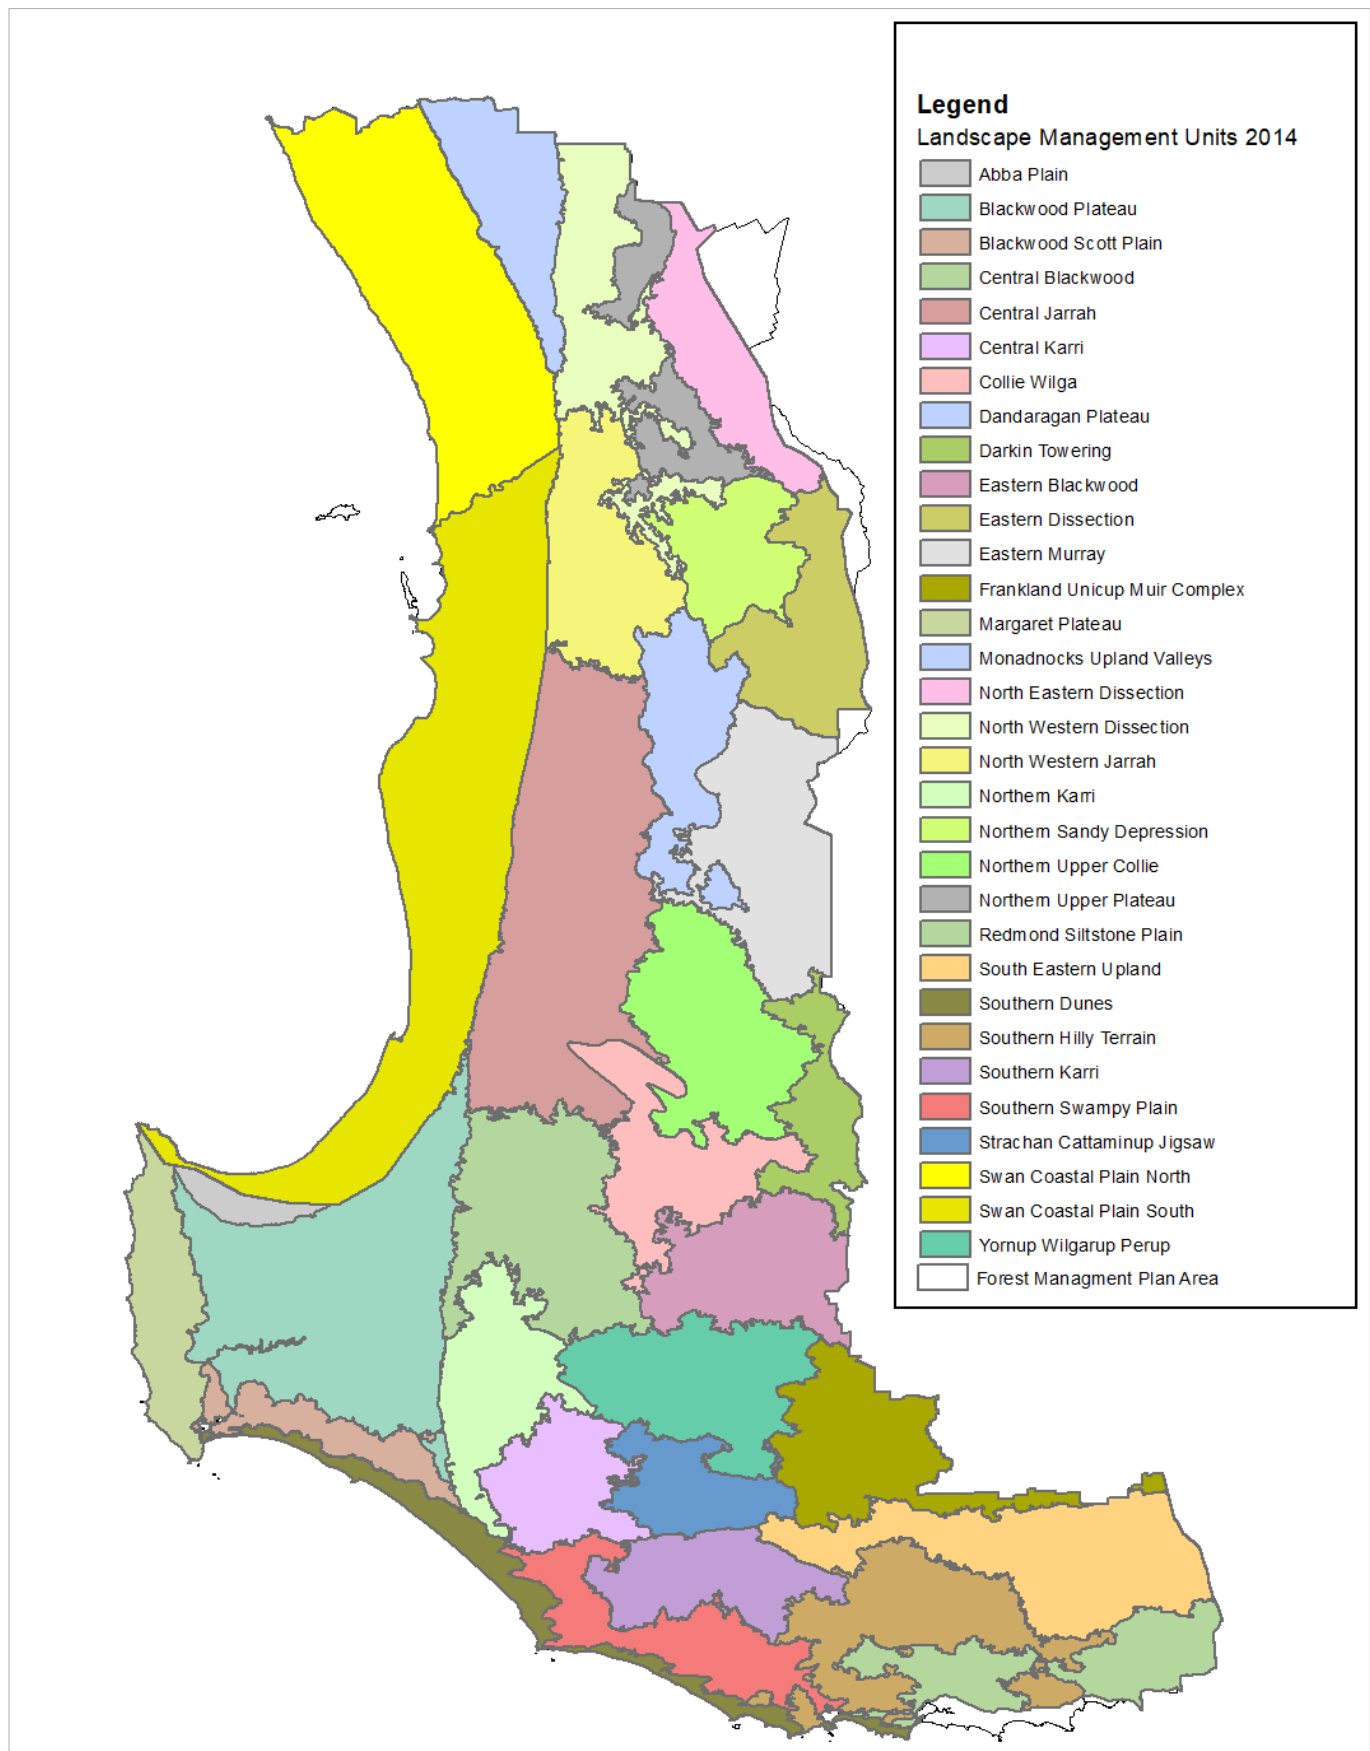 Legend
Landscape Management Units 2014
Abba Plain
Blackwood Plateau
Blackwood Scott Plain
Central Blackwood
Central Jarrah
Central Karri
Collie Wilga
Dandaragan Plateau
Darkin Towering
Eastern Blackwood
Eastern Dissection
Eastern Murray
Frankland Unicup Muir Complex
Margaret Plateau
Monadnocks Upland Valleys
North Eastern Dissection
North Western Dissection
North Western Jarrah
Northern Karri
Northern Sandy Depression
Northern Upper Collie
Northern Upper Plateau
Redmond Siltstone Plain
South Eastern Upland
Southern Dunes
Southern Hilly Terrain
Southern Karri
Southern Swampy Plain
Strachan Cattaminup Jigsaw
Swan Coastal Plain North
Swan Coastal Plain South
Yornup Wilgarup Perup
Forest Managment Plan Area